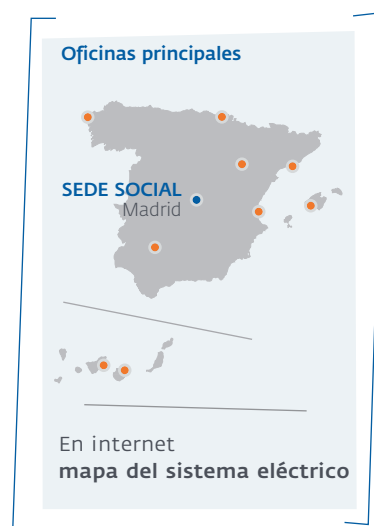 Oficinas principales
SEDE SOCIAL
Madrid
En internet
mapa del sistema eléctrico